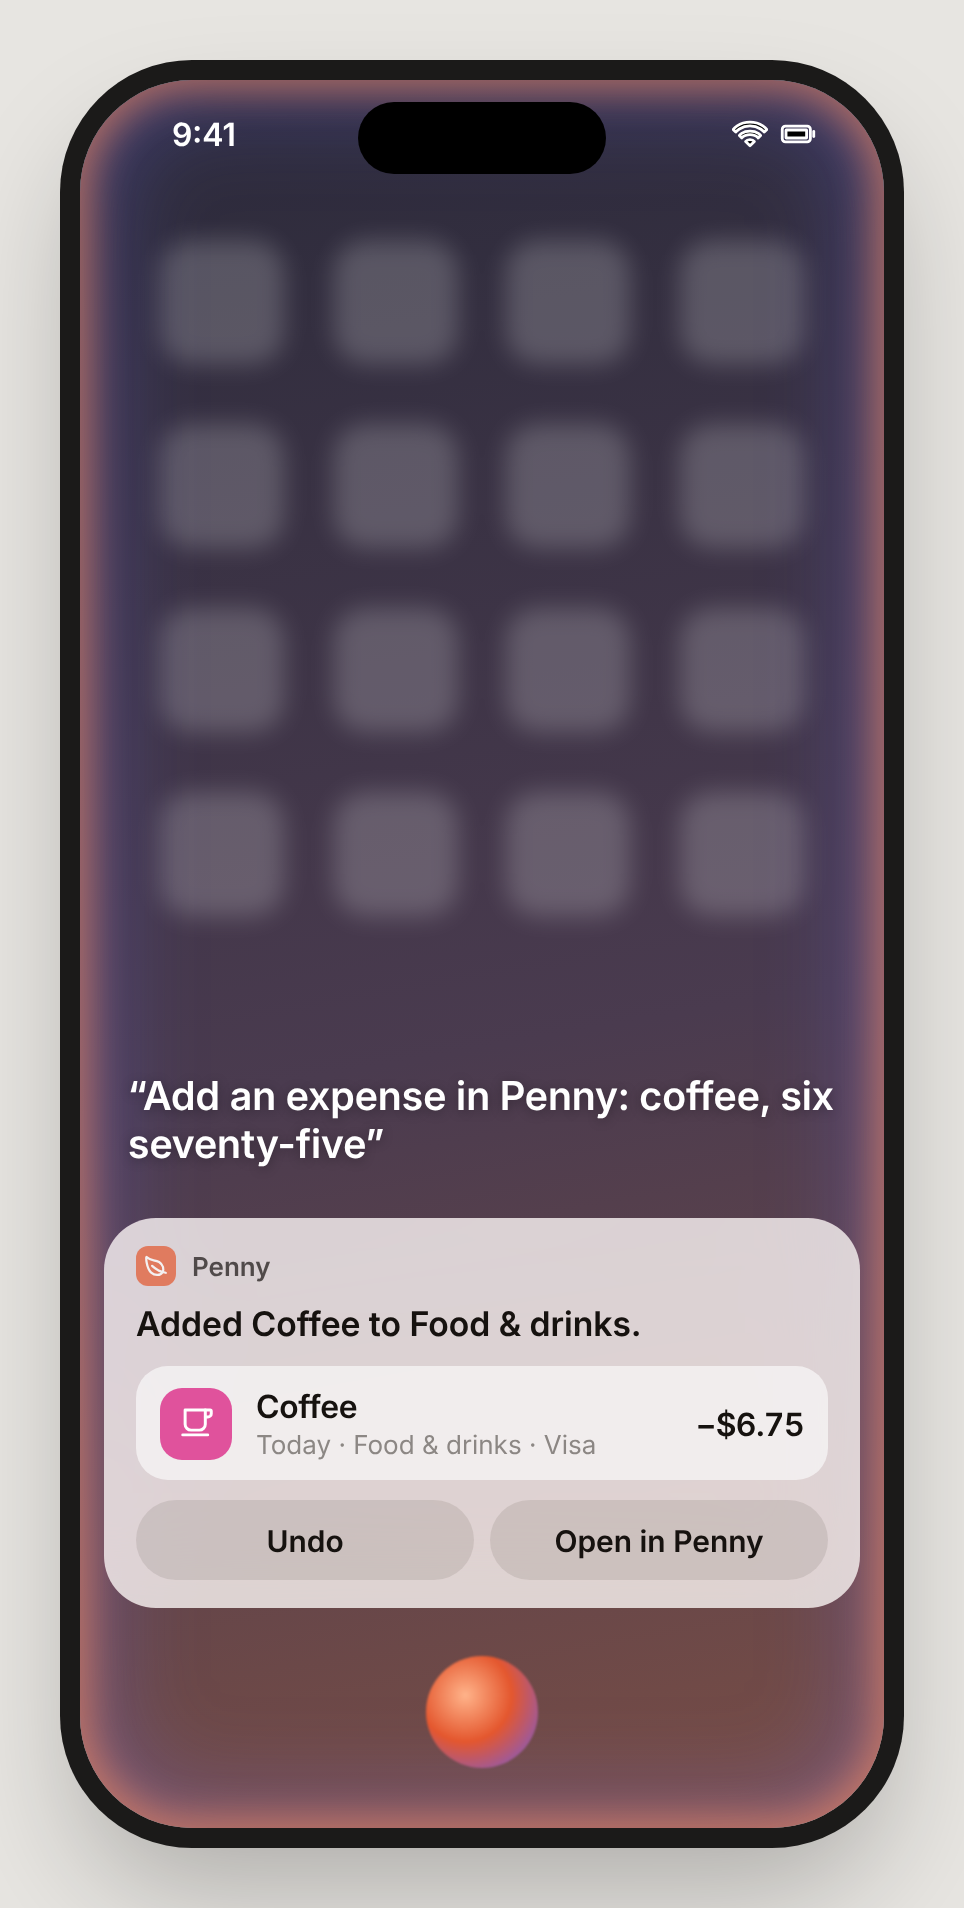 9:41
“Add an expense in Penny: coffee, six
seventy-five”
Penny
Added Coffee to Food & drinks.
Coffee
Today · Food & drinks · Visa
–$6.75
Undo
Open in Penny